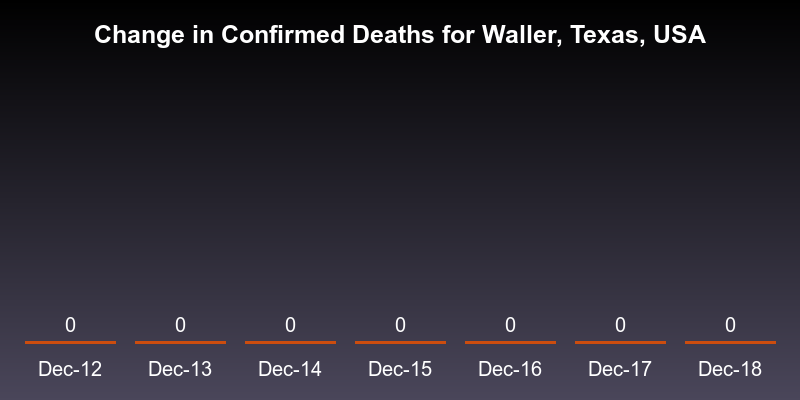 Change in Confirmed Deaths for Waller, Texas, USA
0 0 0 0 0 0 0
Dec-12 Dec-13 Dec-14 Dec-15 Dec-16 Dec-17 Dec-18